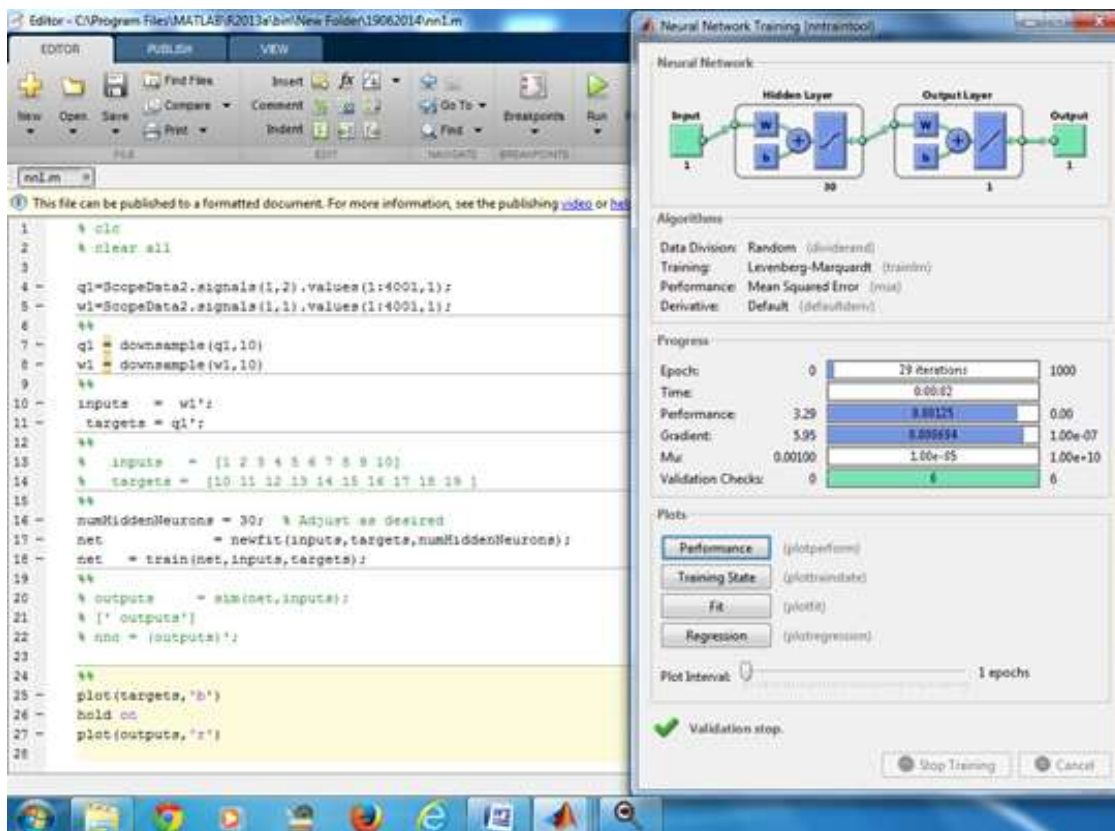 Editor - C:\Program Files\MATLAB\R2013a\bin\New Folder\19062014\nn1.m
EDITOR PUBLISH VIEW
New Open Save
Find Files
Compare
Print
Insert fx
Comment
Indent
Go To
Find
Breakpoints
Run
FILE EDIT NAVIGATE BREAKPOINTS
nn1.m
This file can be published to a formatted document. For more information, see the publishing video or
1 % clc
2 % clear all
3
4 - q1=ScopeData2.signals(1,2).values(1:4001,1);
5 - w1=ScopeData2.signals(1,1).values(1:4001,1);
6 %%
7 - q1 = downsample(q1,10)
8 - w1 = downsample(w1,10)
9 %%
10 - inputs = w1';
11 - targets = q1';
12 %%
13 % inputs = [1 2 3 4 5 6 7 8 9 10]
14 % targets = [10 11 12 13 14 15 16 17 18 19 ]
15 %%
16 - numHiddenNeurons = 30; % Adjust as desired
17 - net = newfit(inputs,targets,numHiddenNeurons);
18 - net = train(net,inputs,targets);
19 %%
20 % outputs = sim(net,inputs);
21 % [' outputs']
22 % nno = (outputs)';
23
24 %%
25 - plot(targets,'b')
26 - hold on
27 - plot(outputs,'r')
28
Neural Network Training (nntraintool)
Neural Network
Hidden Layer Output Layer
Input Output
W b W b
1 30 1 1
Algorithms
Data Division: Random (dividerand)
Training: Levenberg-Marquardt (trainlm)
Performance: Mean Squared Error (mse)
Derivative: Default (defaultderiv)
Progress
Epoch: 0 29 iterations 1000
Time: 0:00:02
Performance: 3.29 0.00125 0.00
Gradient: 5.95 1.00e-07
Mu: 0.00100 1.00e-05 1.00e+10
Validation Checks: 0 6 6
Plots
Performance (plotperform)
Training State (plottrainstate)
Fit (plotfit)
Regression (plotregression)
Plot Interval: 1 epochs
Validation stop.
Stop Training Cancel